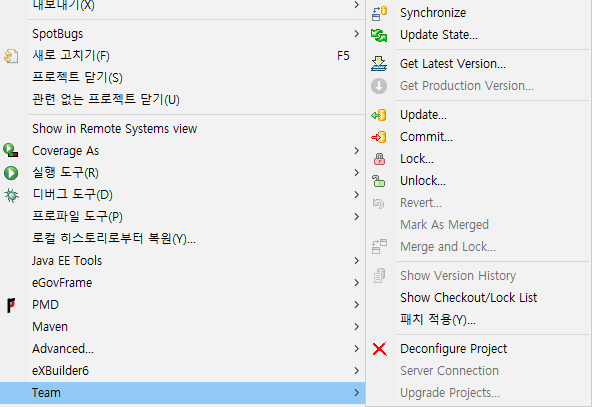 내보내기(X)
SpotBugs
새로 고치기(F) F5
프로젝트 닫기(S)
관련 없는 프로젝트 닫기(U)
Show in Remote Systems view
Coverage As
실행 도구(R)
디버그 도구(D)
프로파일 도구(P)
로컬 히스토리로부터 복원(Y)...
Java EE Tools
eGovFrame
PMD
Maven
Advanced...
eXBuilder6
Team
Synchronize
Update State...
Get Latest Version...
Get Production Version...
Update...
Commit...
Lock...
Unlock...
Revert...
Mark As Merged
Merge and Lock...
Show Version History
Show Checkout/Lock List
패치 적용(Y)...
Deconfigure Project
Server Connection
Upgrade Projects...